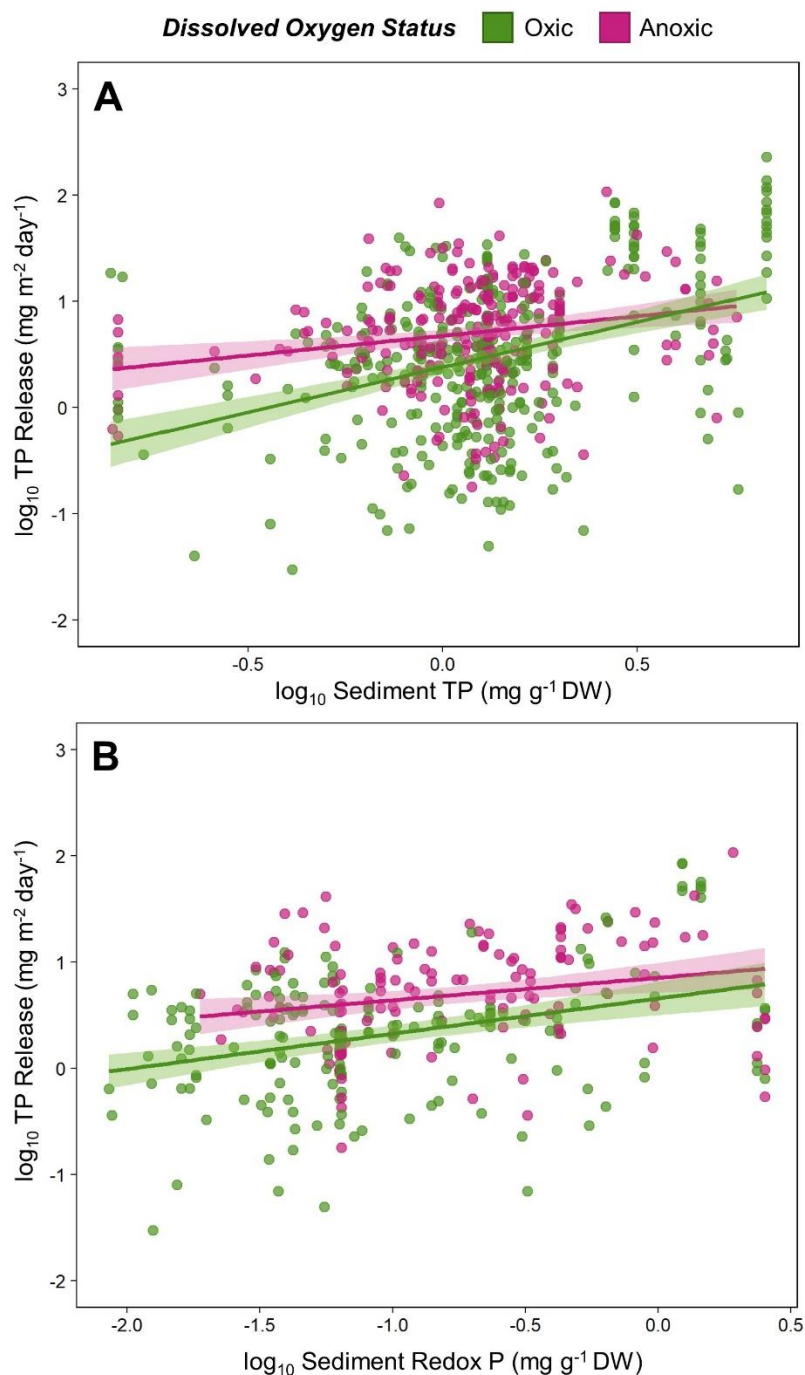 Dissolved Oxygen Status Oxic Anoxic
A
3
2
1
0
-1
-2
log₁₀ TP Release (mg m⁻² day⁻¹)
-0.5 0.0 0.5
log₁₀ Sediment TP (mg g⁻¹ DW)
B
3
2
1
0
-1
-2
log₁₀ TP Release (mg m⁻² day⁻¹)
-2.0 -1.5 -1.0 -0.5 0.0 0.5
log₁₀ Sediment Redox P (mg g⁻¹ DW)